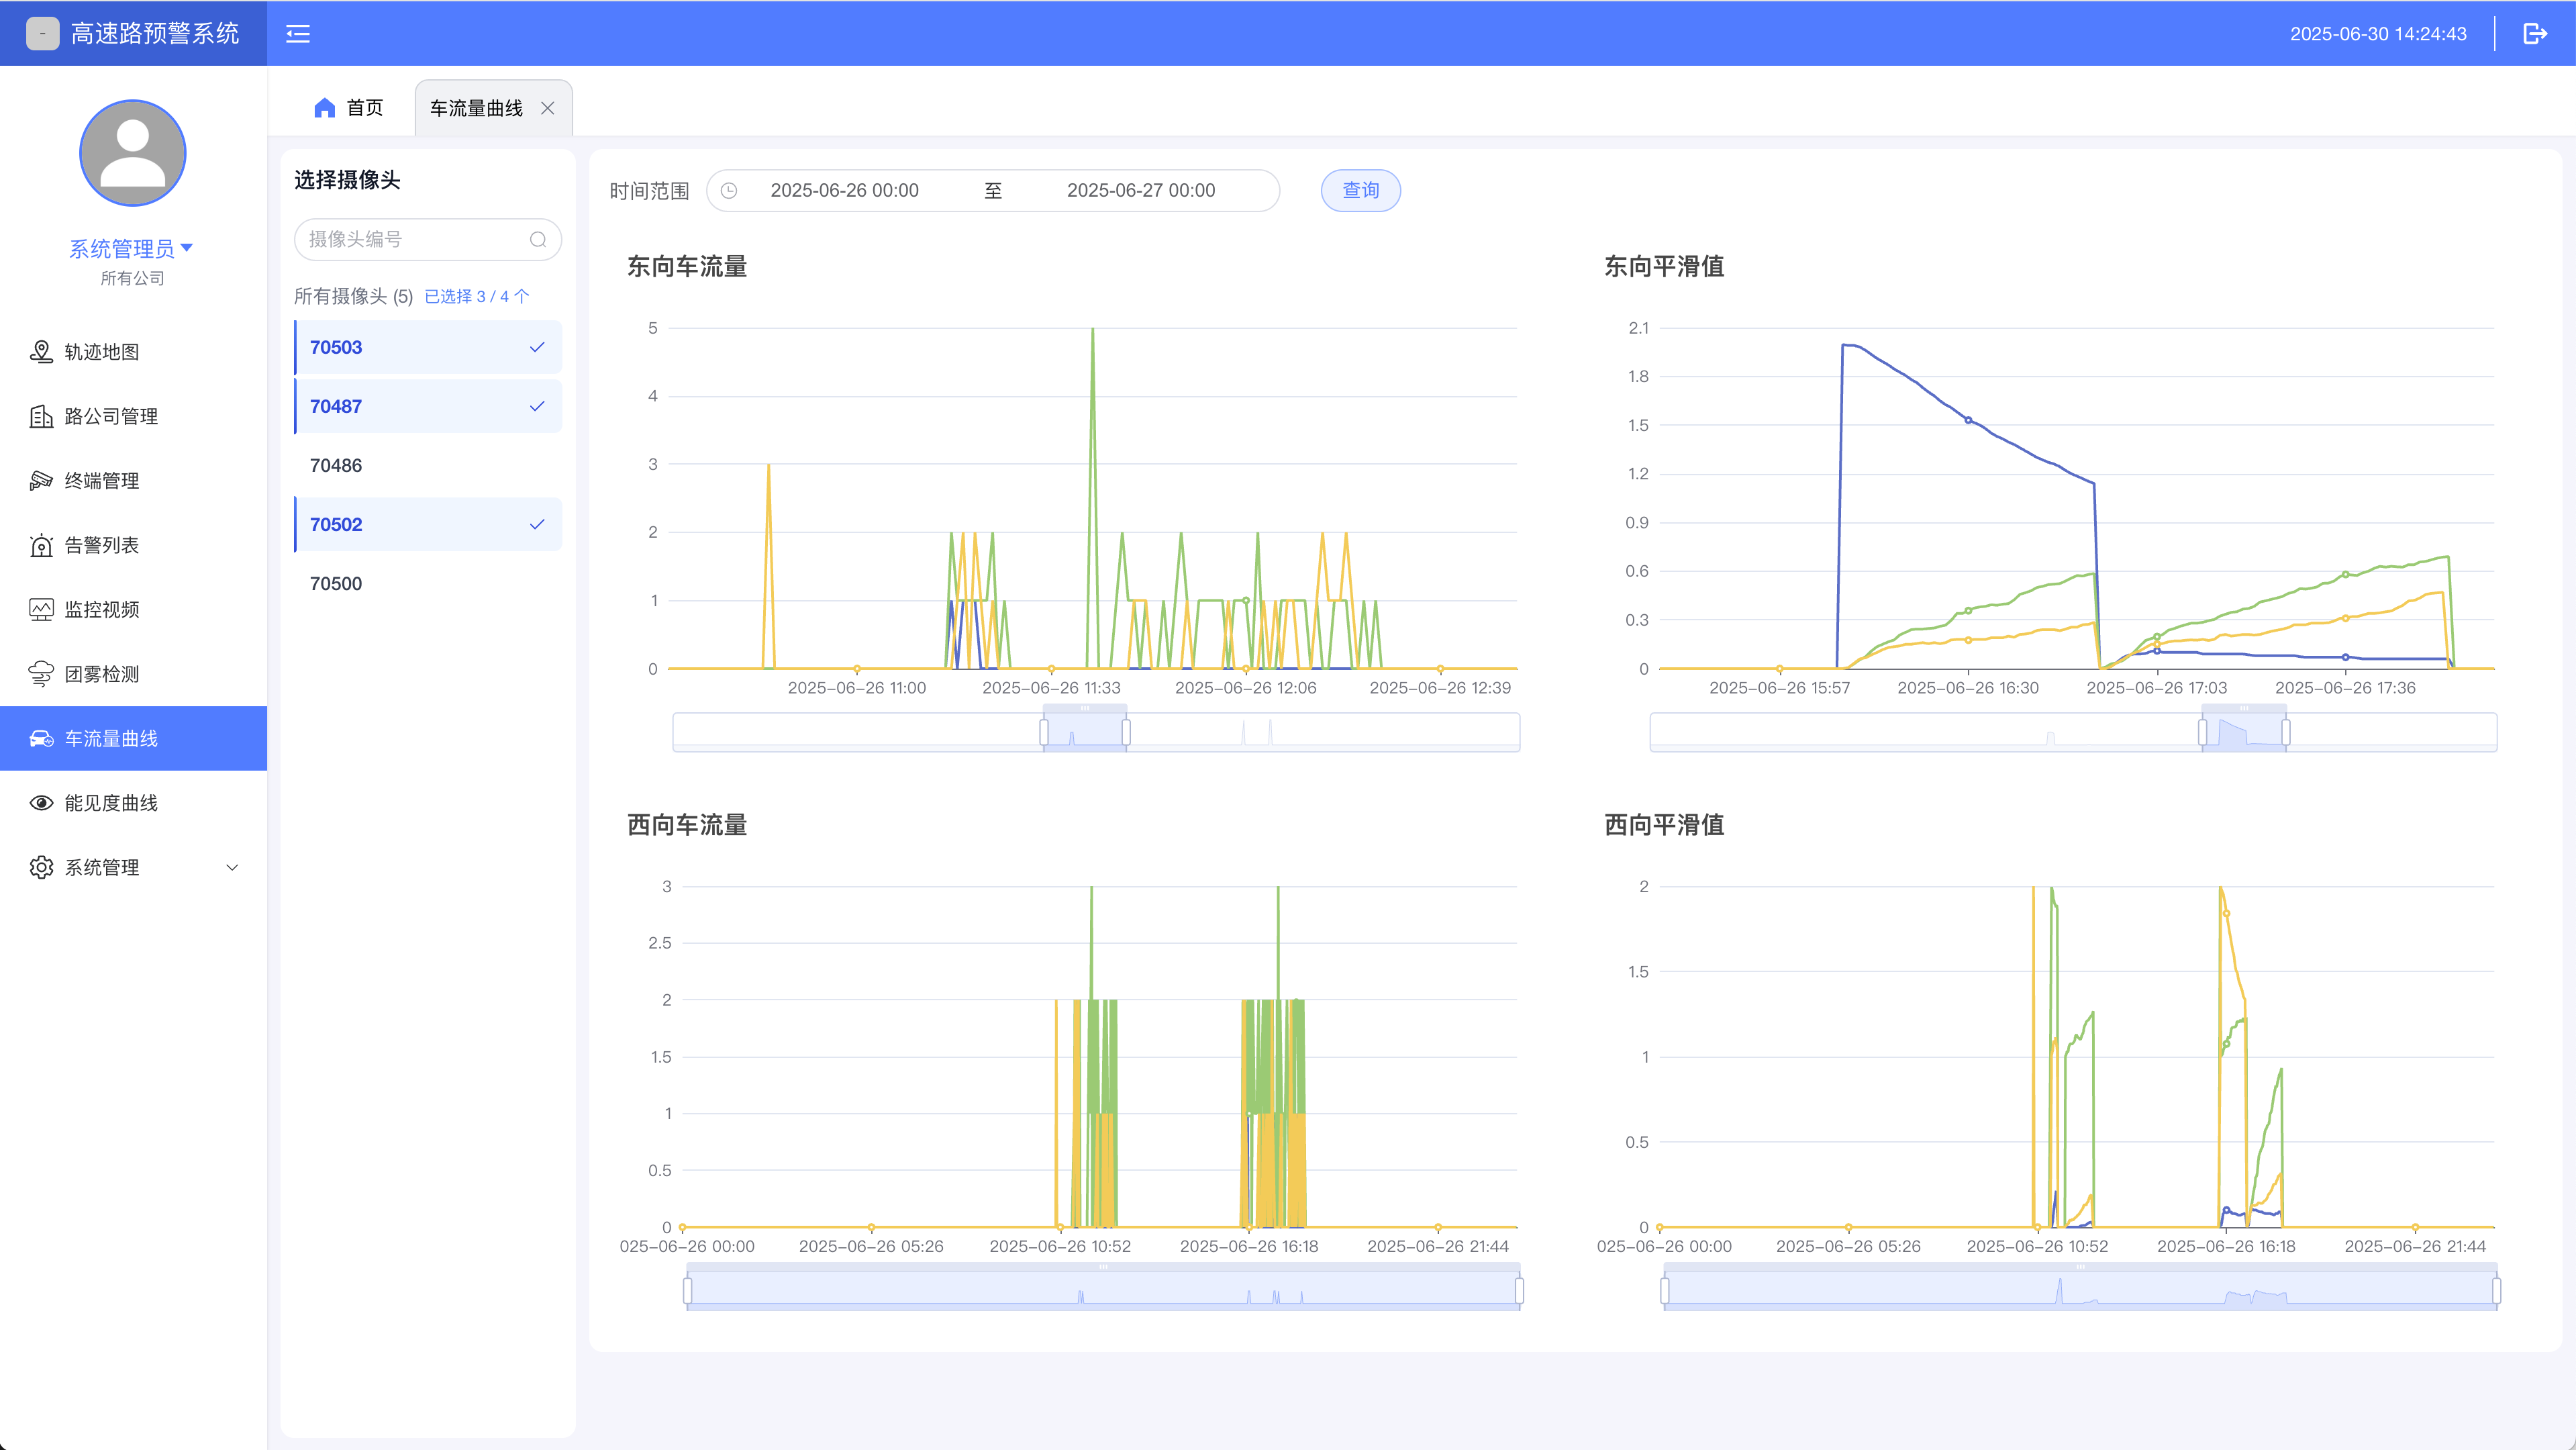 高速路预警系统
2025-06-30 14:24:43
系统管理员
所有公司
轨迹地图
路公司管理
终端管理
告警列表
监控视频
团雾检测
车流量曲线
能见度曲线
系统管理
首页
车流量曲线
选择摄像头
摄像头编号
所有摄像头 (5) 已选择 3 / 4 个
70503
70487
70486
70502
70500
时间范围 2025-06-26 00:00 至 2025-06-27 00:00 查询
东向车流量
5
4
3
2
1
0
2025-06-26 11:00 2025-06-26 11:33 2025-06-26 12:06 2025-06-26 12:39
东向平滑值
2.1
1.8
1.5
1.2
0.9
0.6
0.3
0
2025-06-26 15:57 2025-06-26 16:30 2025-06-26 17:03 2025-06-26 17:36
西向车流量
3
2.5
2
1.5
1
0.5
0
025-06-26 00:00 2025-06-26 05:26 2025-06-26 10:52 2025-06-26 16:18 2025-06-26 21:44
西向平滑值
2
1.5
1
0.5
0
025-06-26 00:00 2025-06-26 05:26 2025-06-26 10:52 2025-06-26 16:18 2025-06-26 21:44